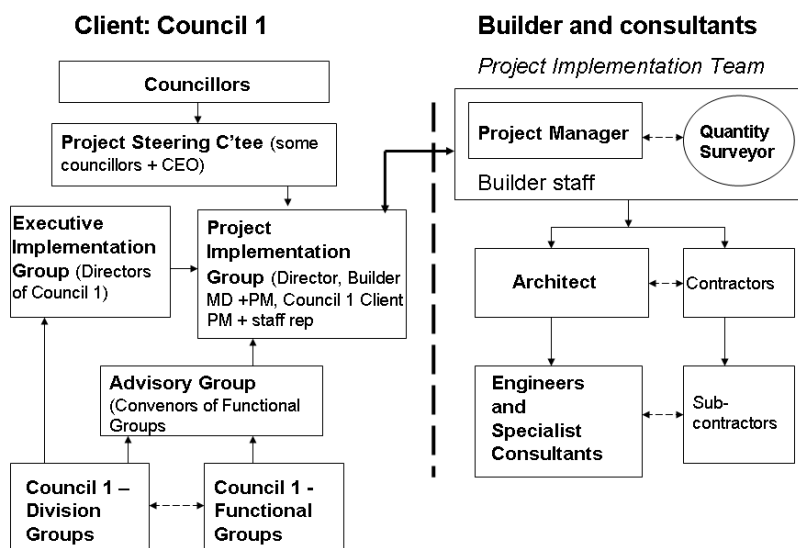 Client: Council 1
Councillors
Project Steering C'tee (some
councillors + CEO)
Executive
Implementation
Group (Directors
of Council 1)
Project
Implementation
Group (Director, Builder
MD +PM, Council 1 Client
PM + staff rep
Advisory Group
(Convenors of Functional
Groups
Council 1 –
Division
Groups
Council 1 -
Functional
Groups
Builder and consultants
Project Implementation Team
Project Manager
Quantity
Surveyor
Builder staff
Architect
Contractors
Engineers
and
Specialist
Consultants
Sub-
contractors